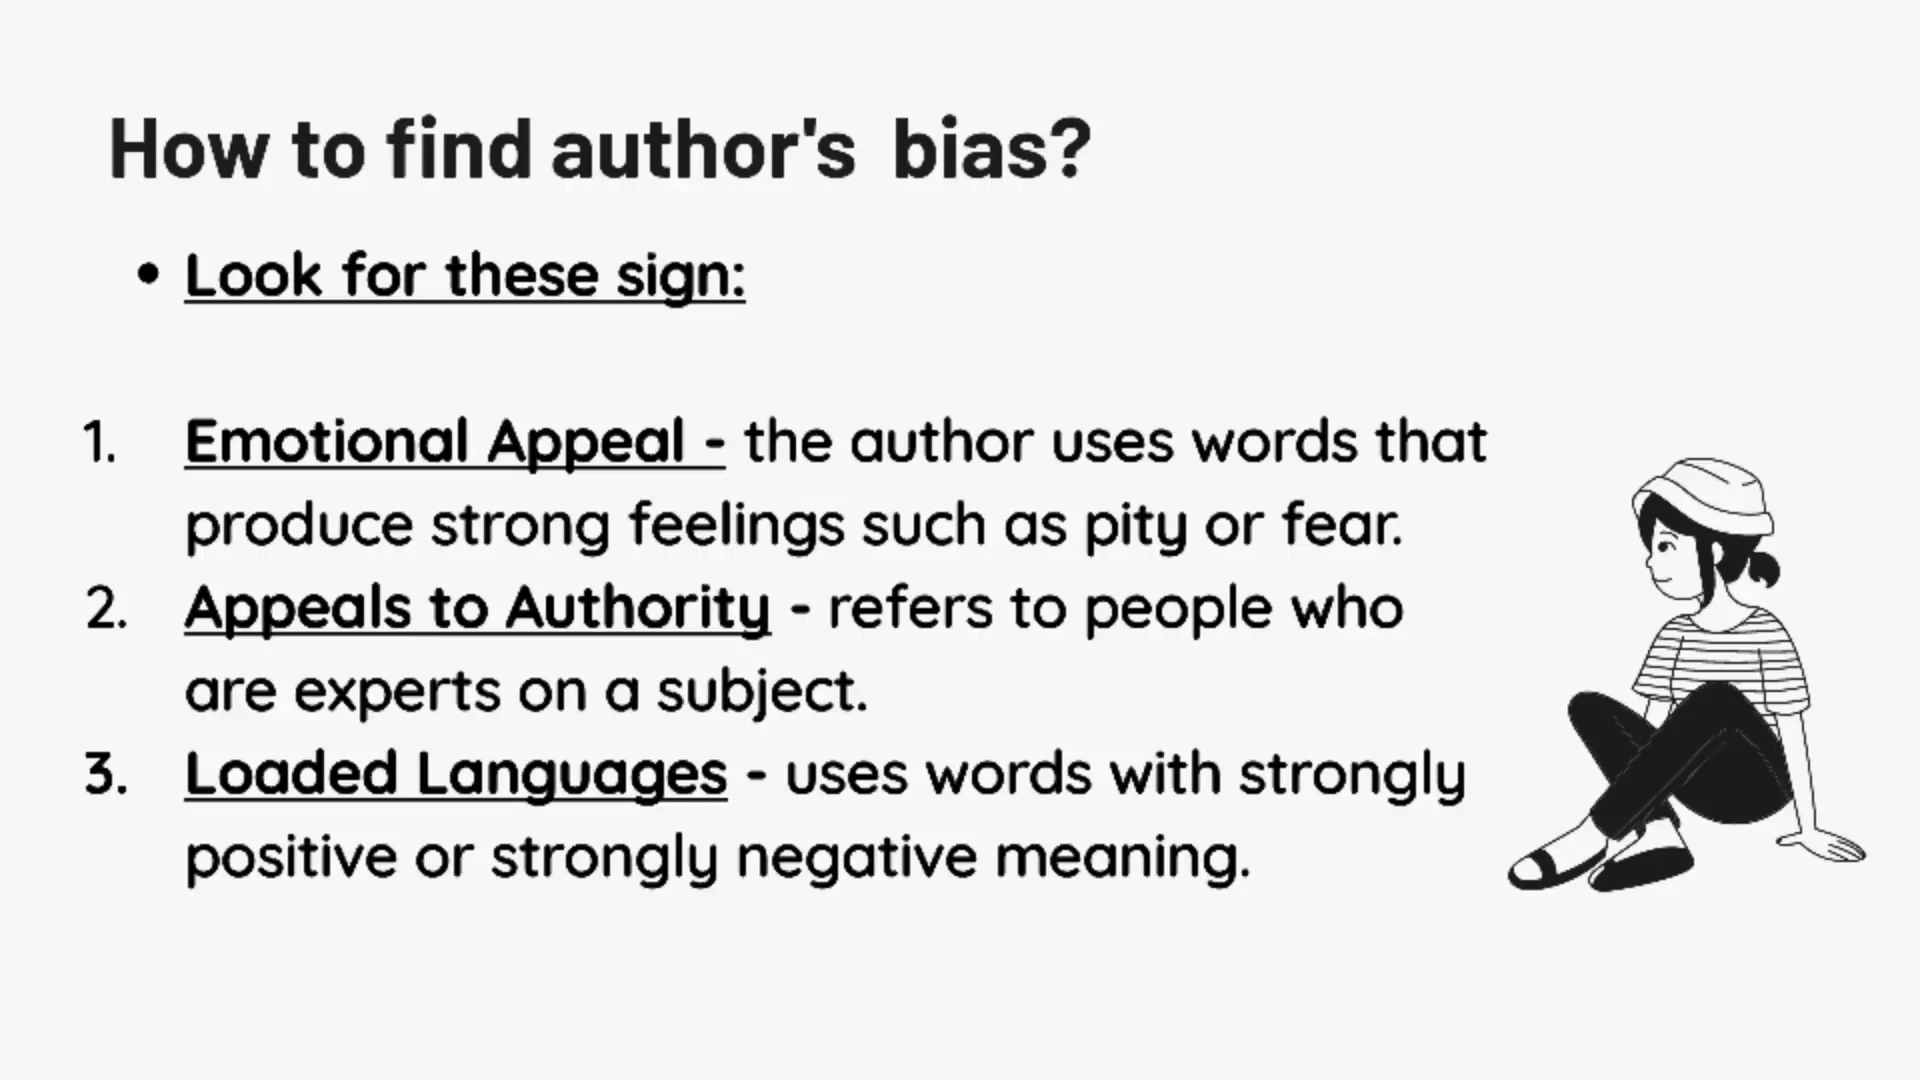 How to find author's bias?
• Look for these sign:
1. Emotional Appeal - the author uses words that
produce strong feelings such as pity or fear.
2. Appeals to Authority - refers to people who
are experts on a subject.
3. Loaded Languages - uses words with strongly
positive or strongly negative meaning.